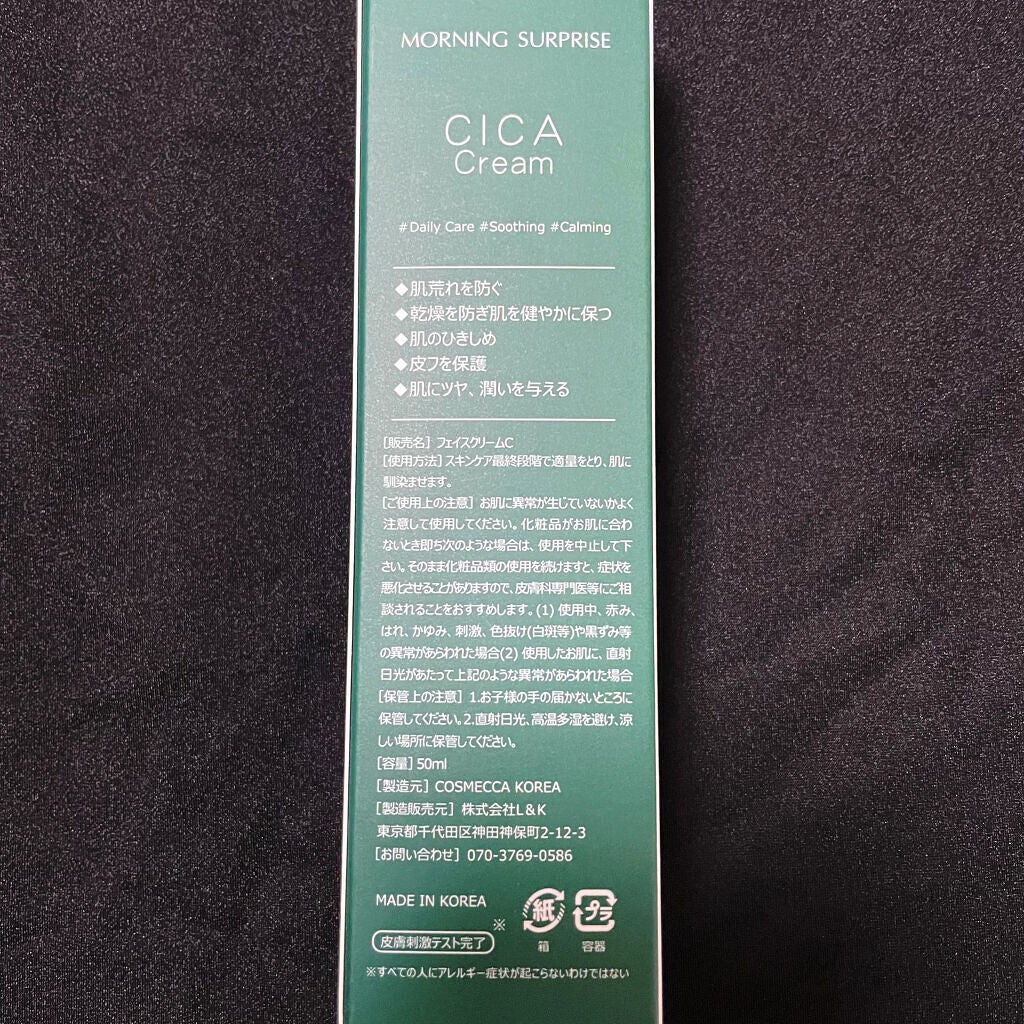 MORNING SURPRISE
CICA
Cream
#Daily Care #Soothing #Calming
◆肌荒れを防ぐ
◆乾燥を防ぎ肌を健やかに保つ
◆肌のひきしめ
◆皮フを保護
◆肌にツヤ、潤いを与える
[販売名] フェイスクリームC
[使用方法] スキンケア最終段階で適量をとり、肌に
馴染ませます。
[ご使用上の注意] お肌に異常が生じていないかよく
注意して使用してください。化粧品がお肌に合わ
ないとき即ち次のような場合は、使用を中止して下
さい。そのまま化粧品類の使用を続けますと、症状を
悪化させることがありますので、皮膚科専門医等にご相
談されることをおすすめします。(1) 使用中、赤み、
はれ、かゆみ、刺激、色抜け(白斑等)や黒ずみ等
の異常があらわれた場合(2) 使用したお肌に、直射
日光があたって上記のような異常があらわれた場合
[保管上の注意] 1.お子様の手の届かないところに
保管してください。2.直射日光、高温多湿を避け、涼
しい場所に保管してください。
[容量] 50ml
[製造元] COSMECCA KOREA
[製造販売元] 株式会社L&K
東京都千代田区神田神保町2-12-3
[お問い合わせ] 070-3769-0586
MADE IN KOREA
紙 プラ
箱 容器
皮膚刺激テスト完了※
※すべての人にアレルギー症状が起こらないわけではない